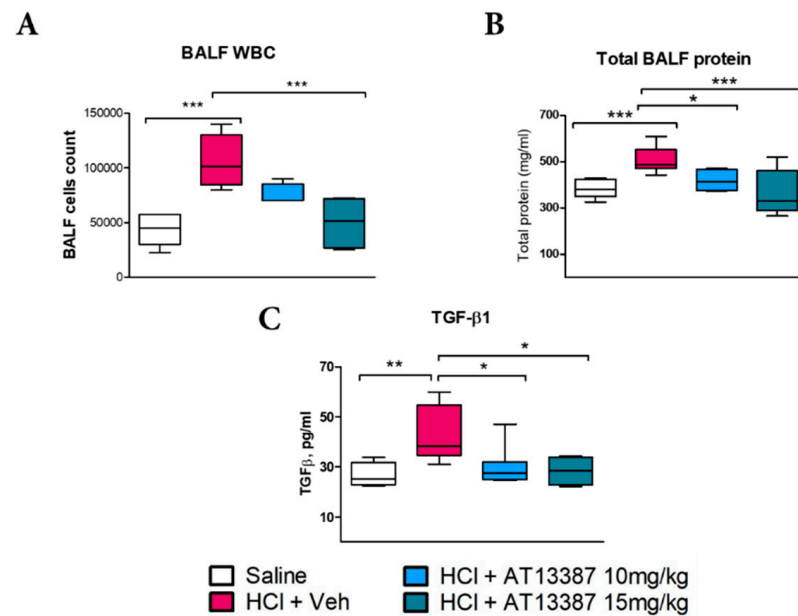 A
BALF WBC
BALF cells count
150000
100000
50000
0
***
***
B
Total BALF protein
Total protein (mg/ml)
700
500
300
100
***
*
***
C
TGF-β1
TGFβ, pg/ml
70
50
30
10
**
*
*
Saline
HCl + Veh
HCl + AT13387 10mg/kg
HCl + AT13387 15mg/kg